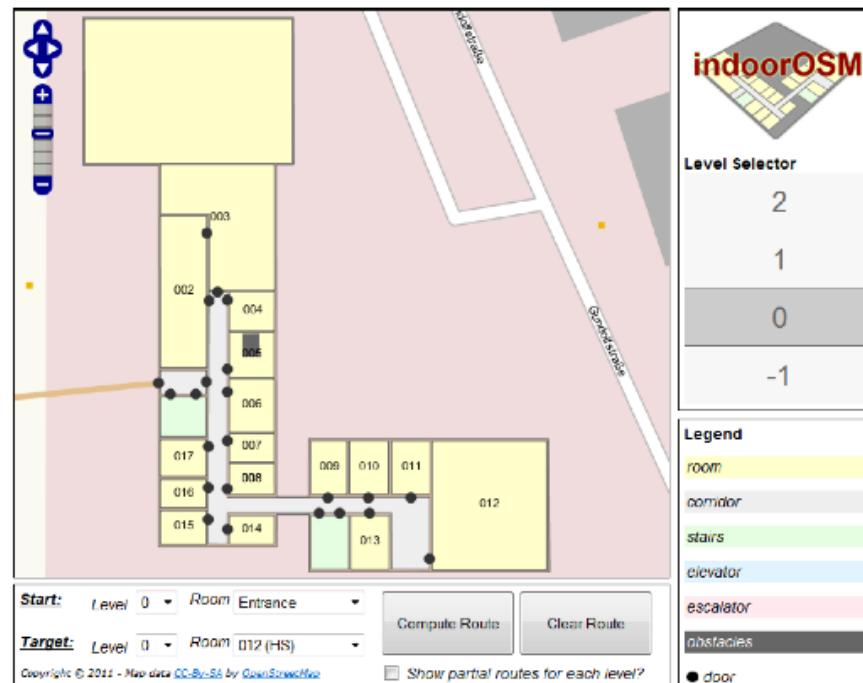 ndolfstraße
indoorOSM
Level Selector
2
1
0
-1
003
002
004
005
006
007
008
017
016
015
014
009
010
011
012
013
Gundolfstraße
Legend
room
corridor
stairs
elevator
escalator
obstacles
door
Start: Level 0 Room Entrance
Target: Level 0 Room 012 (HS)
Compute Route
Clear Route
Copyright © 2011 - Map data CC-By-SA by OpenStreetMap
Show partial routes for each level?